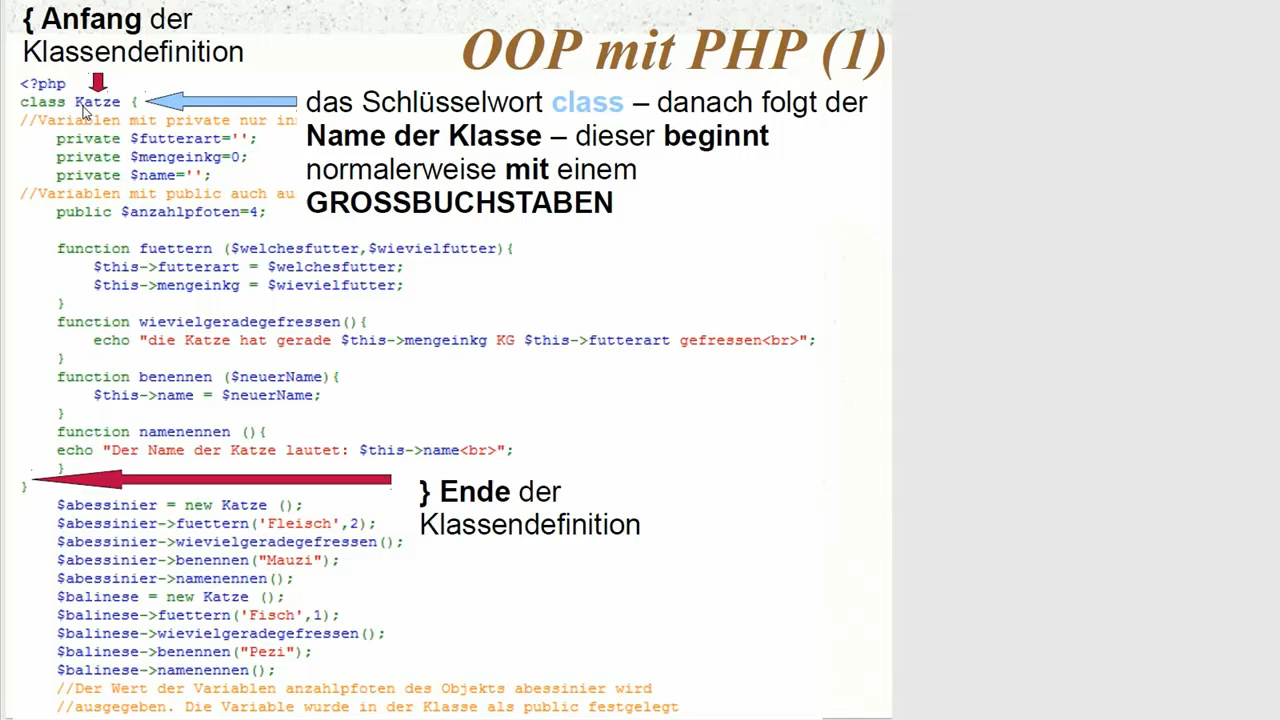 { Anfang der
Klassendefinition
OOP mit PHP (1)
<?php
class Katze {
das Schlüsselwort class – danach folgt der
Name der Klasse – dieser beginnt
normalerweise mit einem
GROSSBUCHSTABEN
//Variablen mit private nur
private $futterart='';
private $mengeinkg=0;
private $name='';
//Variablen mit public auch
public $anzahlpfoten=4;
function fuettern ($welchesfutter,$wievielfutter){
$this->futterart = $welchesfutter;
$this->mengeinkg = $wievielfutter;
}
function wievielgeradegefressen(){
echo "die Katze hat gerade $this->mengeinkg KG $this->futterart gefressen<br>";
}
function benennen ($neuerName){
$this->name = $neuerName;
}
function namenennen (){
echo "Der Name der Katze lautet: $this->name<br>";
}
}
} Ende der
Klassendefinition
$abessinier = new Katze ();
$abessinier->fuettern('Fleisch',2);
$abessinier->wievielgeradegefressen();
$abessinier->benennen("Mauzi");
$abessinier->namenennen();
$balinese = new Katze ();
$balinese->fuettern('Fisch',1);
$balinese->wievielgeradegefressen();
$balinese->benennen("Pezi");
$balinese->namenennen();
//Der Wert der Variablen anzahlpfoten des Objekts abessinier wird
//ausgegeben. Die Variable wurde in der Klasse als public festgelegt